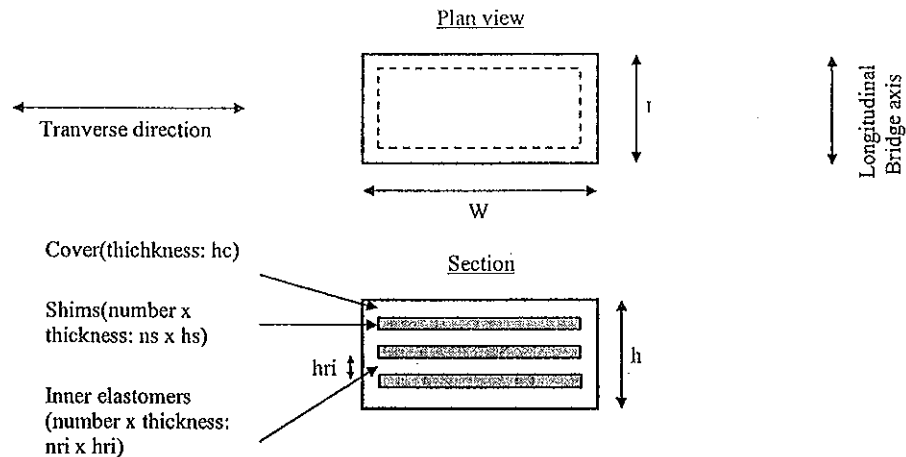 Plan view
Tranverse direction
L
Longitudinal
Bridge axis
W
Cover(thichkness: hc)
Section
Shims(number x
thickness: ns x hs)
h
hri
Inner elastomers
(number x thickness:
nri x hri)